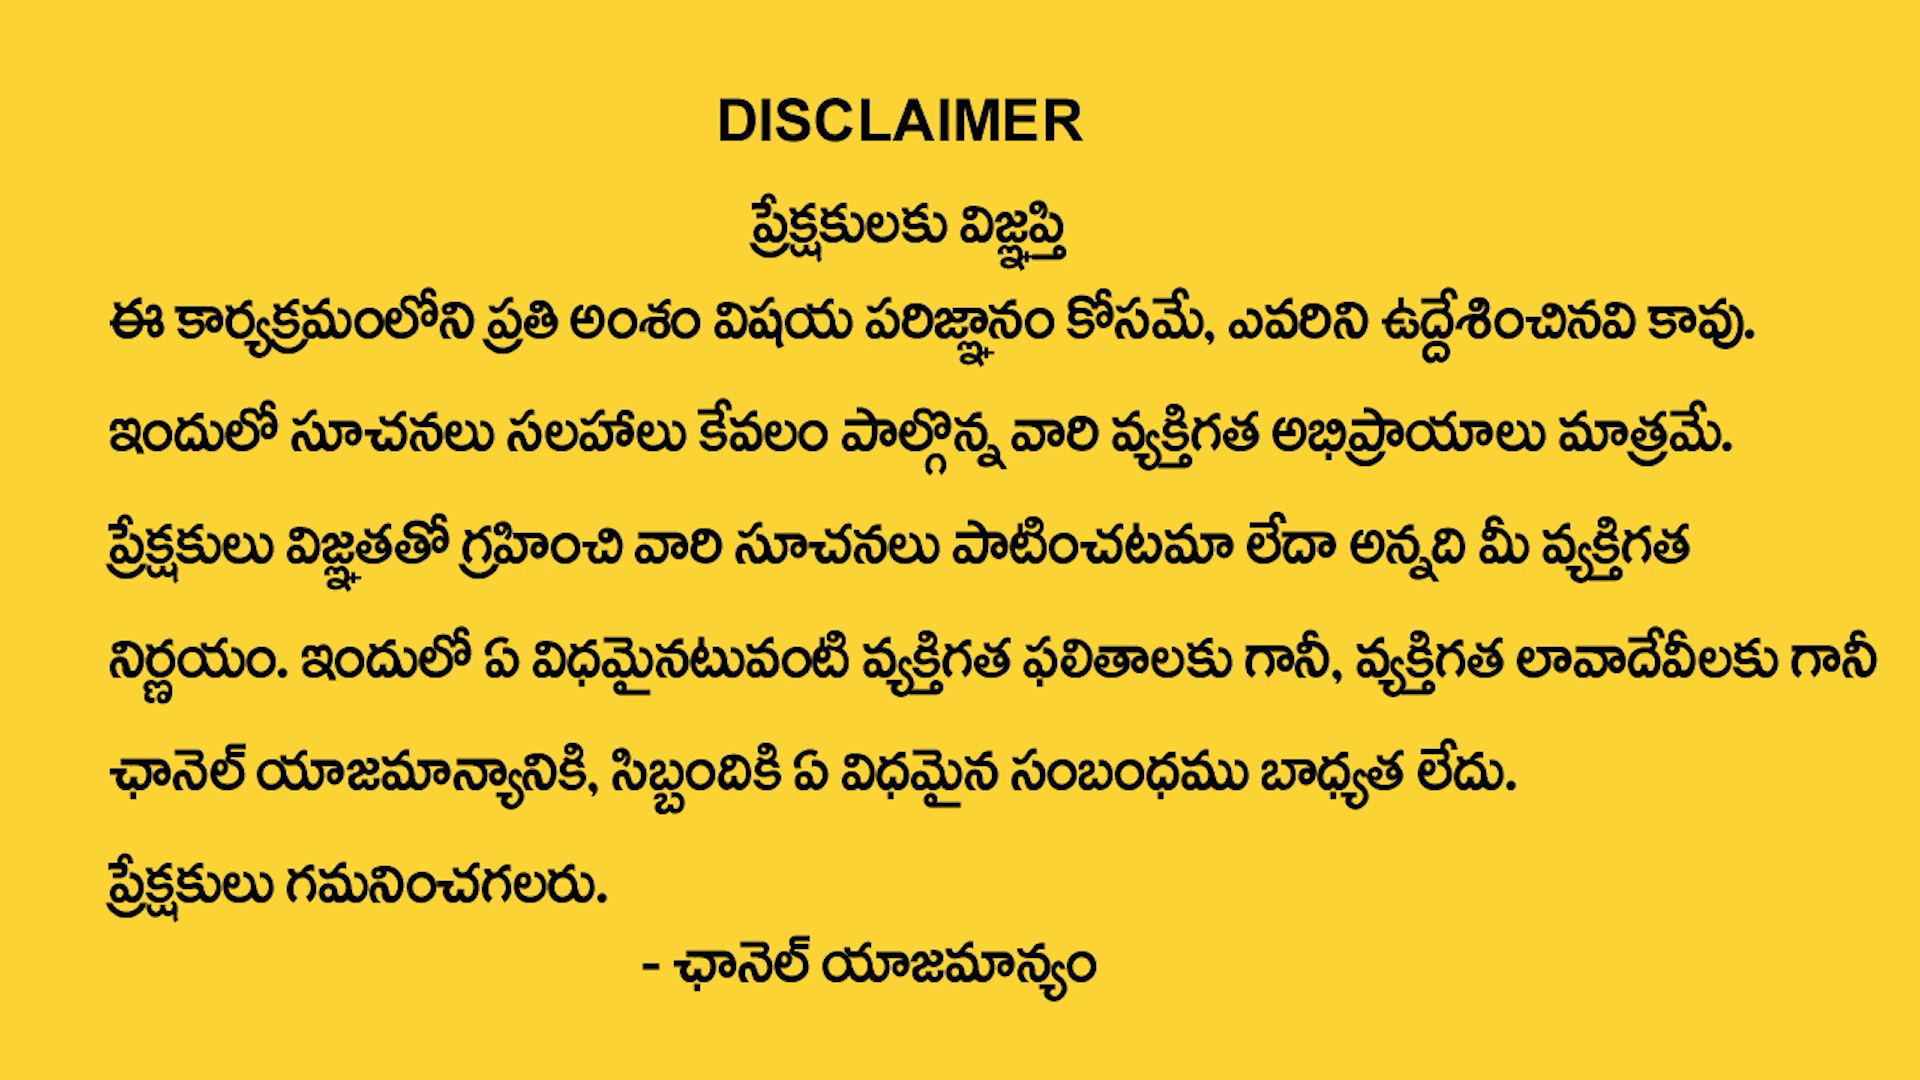 DISCLAIMER
ప్రేక్షకులకు విజ్ఞప్తి
ఈ కార్యక్రమంలోని ప్రతి అంశం విషయ పరిజ్ఞానం కోసమే, ఎవరిని ఉద్దేశించినవి కావు.
ఇందులో సూచనలు సలహాలు కేవలం పాల్గొన్న వారి వ్యక్తిగత అభిప్రాయాలు మాత్రమే.
ప్రేక్షకులు విజ్ఞతతో గ్రహించి వారి సూచనలు పాటించటమా లేదా అన్నది మీ వ్యక్తిగత
నిర్ణయం. ఇందులో ఏ విధమైనటువంటి వ్యక్తిగత ఫలితాలకు గానీ, వ్యక్తిగత లావాదేవీలకు గానీ
ఛానెల్ యాజమాన్యానికి, సిబ్బందికి ఏ విధమైన సంబంధము బాధ్యత లేదు.
ప్రేక్షకులు గమనించగలరు.
- ఛానెల్ యాజమాన్యం